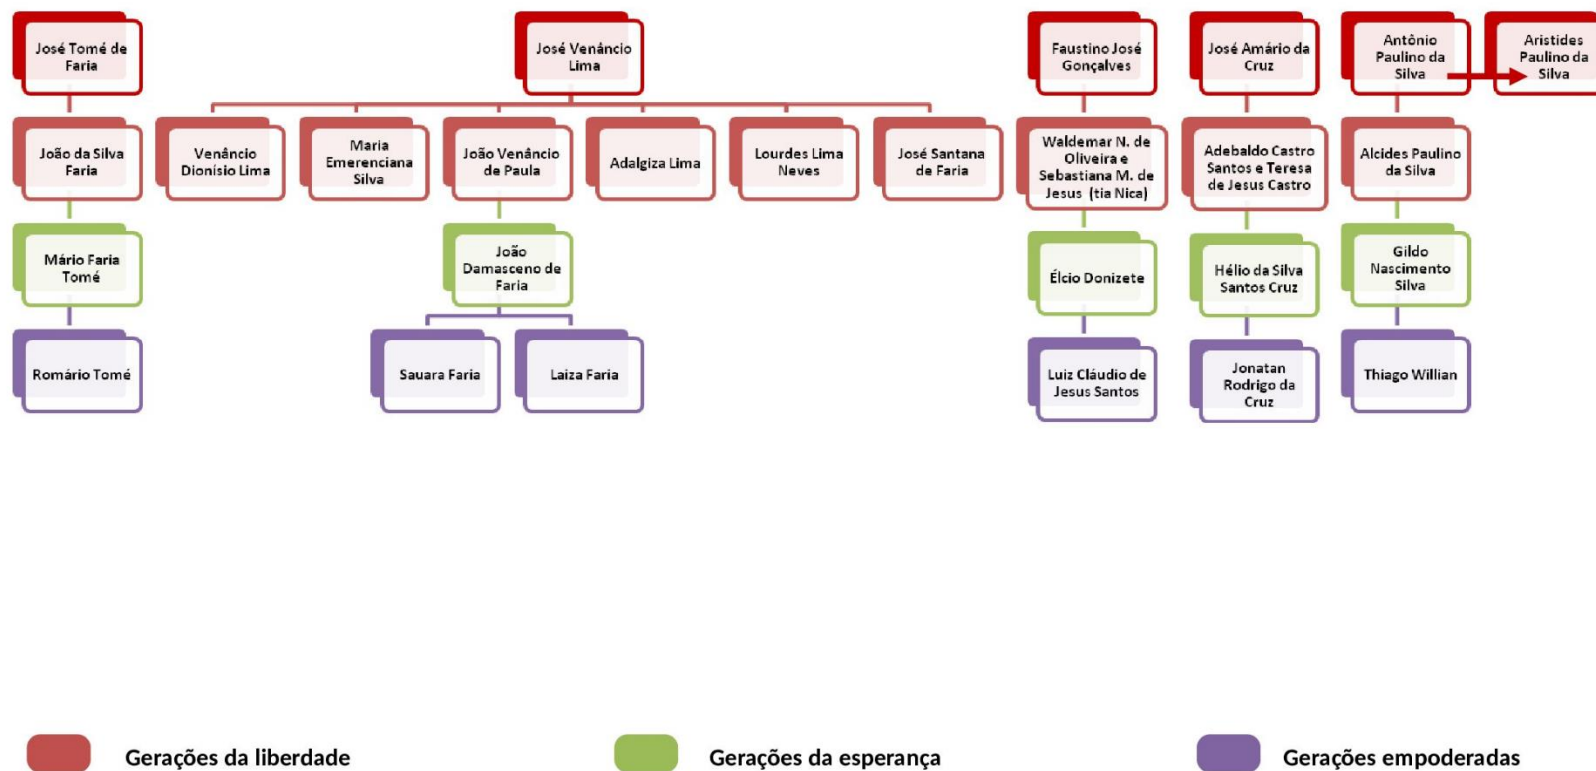 José Tomé de
Faria
José Venâncio
Lima
Faustino José
Gonçalves
José Amário da
Cruz
Antônio
Paulino da
Silva
Aristides
Paulino da
Silva
João da Silva
Faria
Venâncio
Dionísio Lima
Maria
Emerenciana
Silva
João Venâncio
de Paula
Adalgiza Lima
Lourdes Lima
Neves
José Santana
de Faria
Waldemar N. de
Oliveira e
Sebastiana M. de
Jesus (tia Nica)
Adebaldo Castro
Santos e Teresa
de Jesus Castro
Alcides Paulino
da Silva
Mário Faria
Tomé
João
Damasceno de
Faria
Élcio Donizete
Hélio da Silva
Santos Cruz
Gildo
Nascimento
Silva
Romário Tomé
Sauara Faria
Laiza Faria
Luiz Cláudio de
Jesus Santos
Jonatan
Rodrigo da
Cruz
Thiago Willian
Gerações da liberdade
Gerações da esperança
Gerações empoderadas